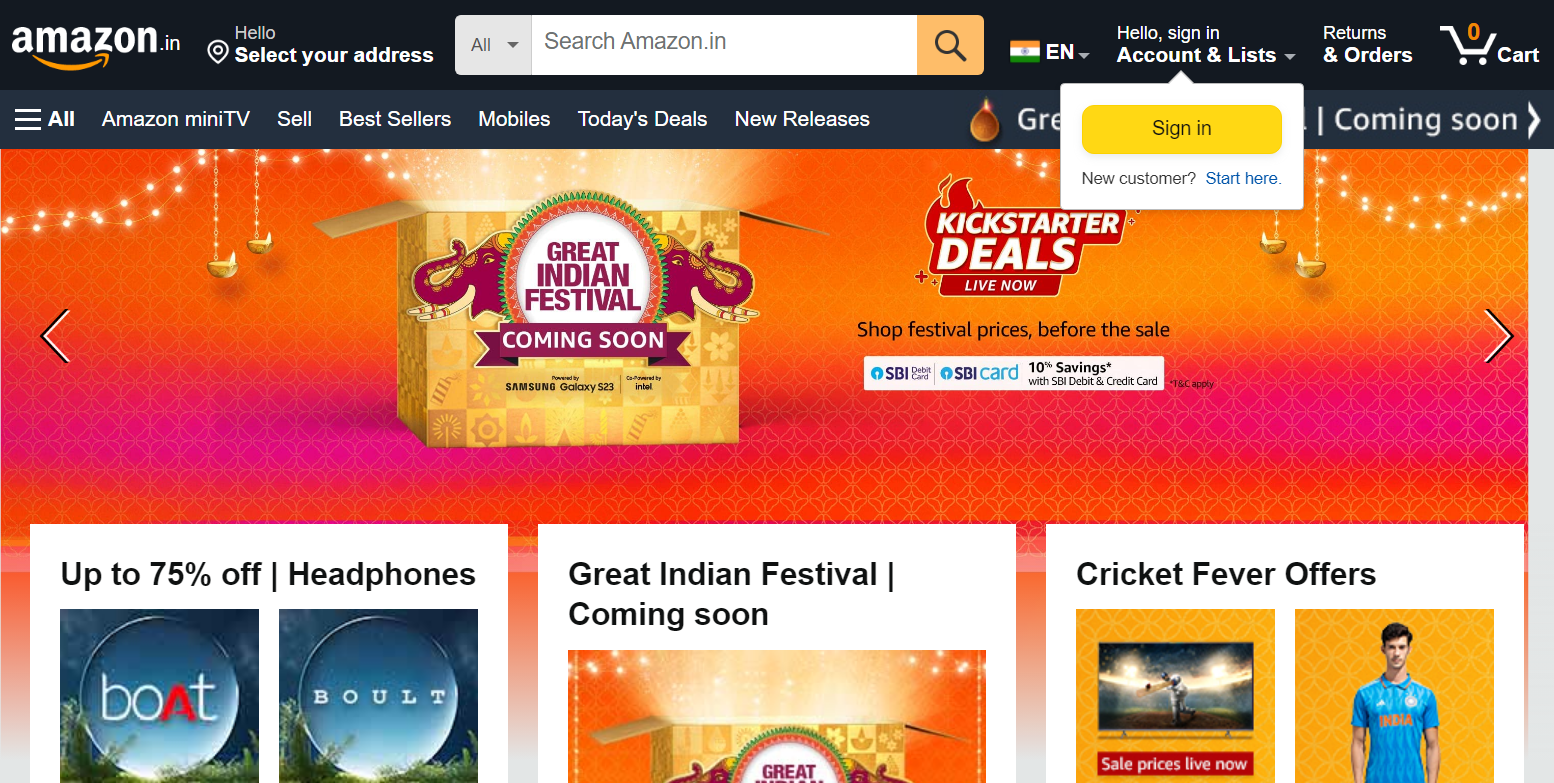 amazon.in
Hello
Select your address
All
Search Amazon.in
EN
Hello, sign in
Account & Lists
Returns
& Orders
0
Cart
All
Amazon miniTV
Sell
Best Sellers
Mobiles
Today's Deals
New Releases
| Coming soon
Sign in
New customer? Start here.
GREAT
INDIAN
FESTIVAL
COMING SOON
Powered by
SAMSUNG Galaxy S23
Co-Powered by
intel
KICKSTARTER
DEALS
LIVE NOW
Shop festival prices, before the sale
SBI Debit Card
SBI card
10% Savings*
with SBI Debit & Credit Card
*T&C apply
Up to 75% off | Headphones
boAt
BOULT
Great Indian Festival |
Coming soon
GREAT
Cricket Fever Offers
INDIA
Sale prices live now